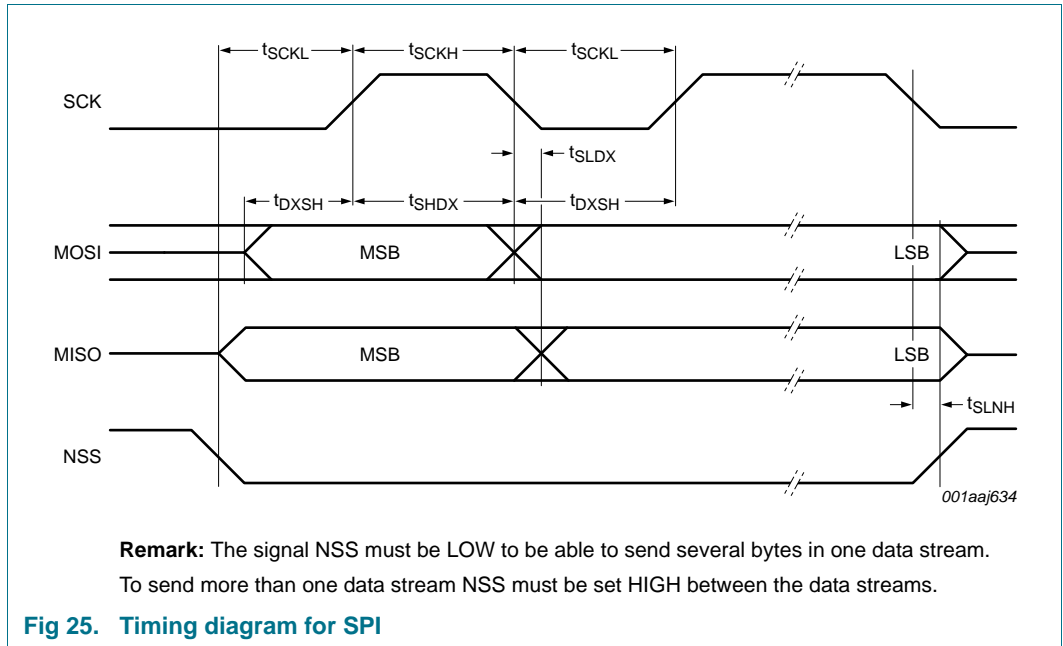 tSCKL tSCKH tSCKL
SCK
tSLDX
tDXSH tSHDX tDXSH
MOSI MSB LSB
MISO MSB LSB
tSLNH
NSS
001aaj634
Remark: The signal NSS must be LOW to be able to send several bytes in one data stream.
To send more than one data stream NSS must be set HIGH between the data streams.
Fig 25. Timing diagram for SPI